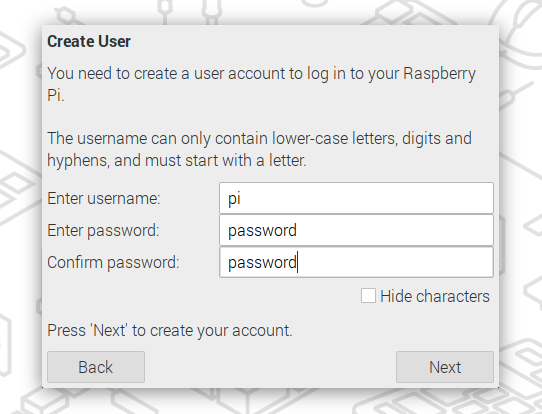 Create User
You need to create a user account to log in to your Raspberry
Pi.
The username can only contain lower-case letters, digits and
hyphens, and must start with a letter.
Enter username: pi
Enter password: password
Confirm password: password
Hide characters
Press 'Next' to create your account.
Back Next